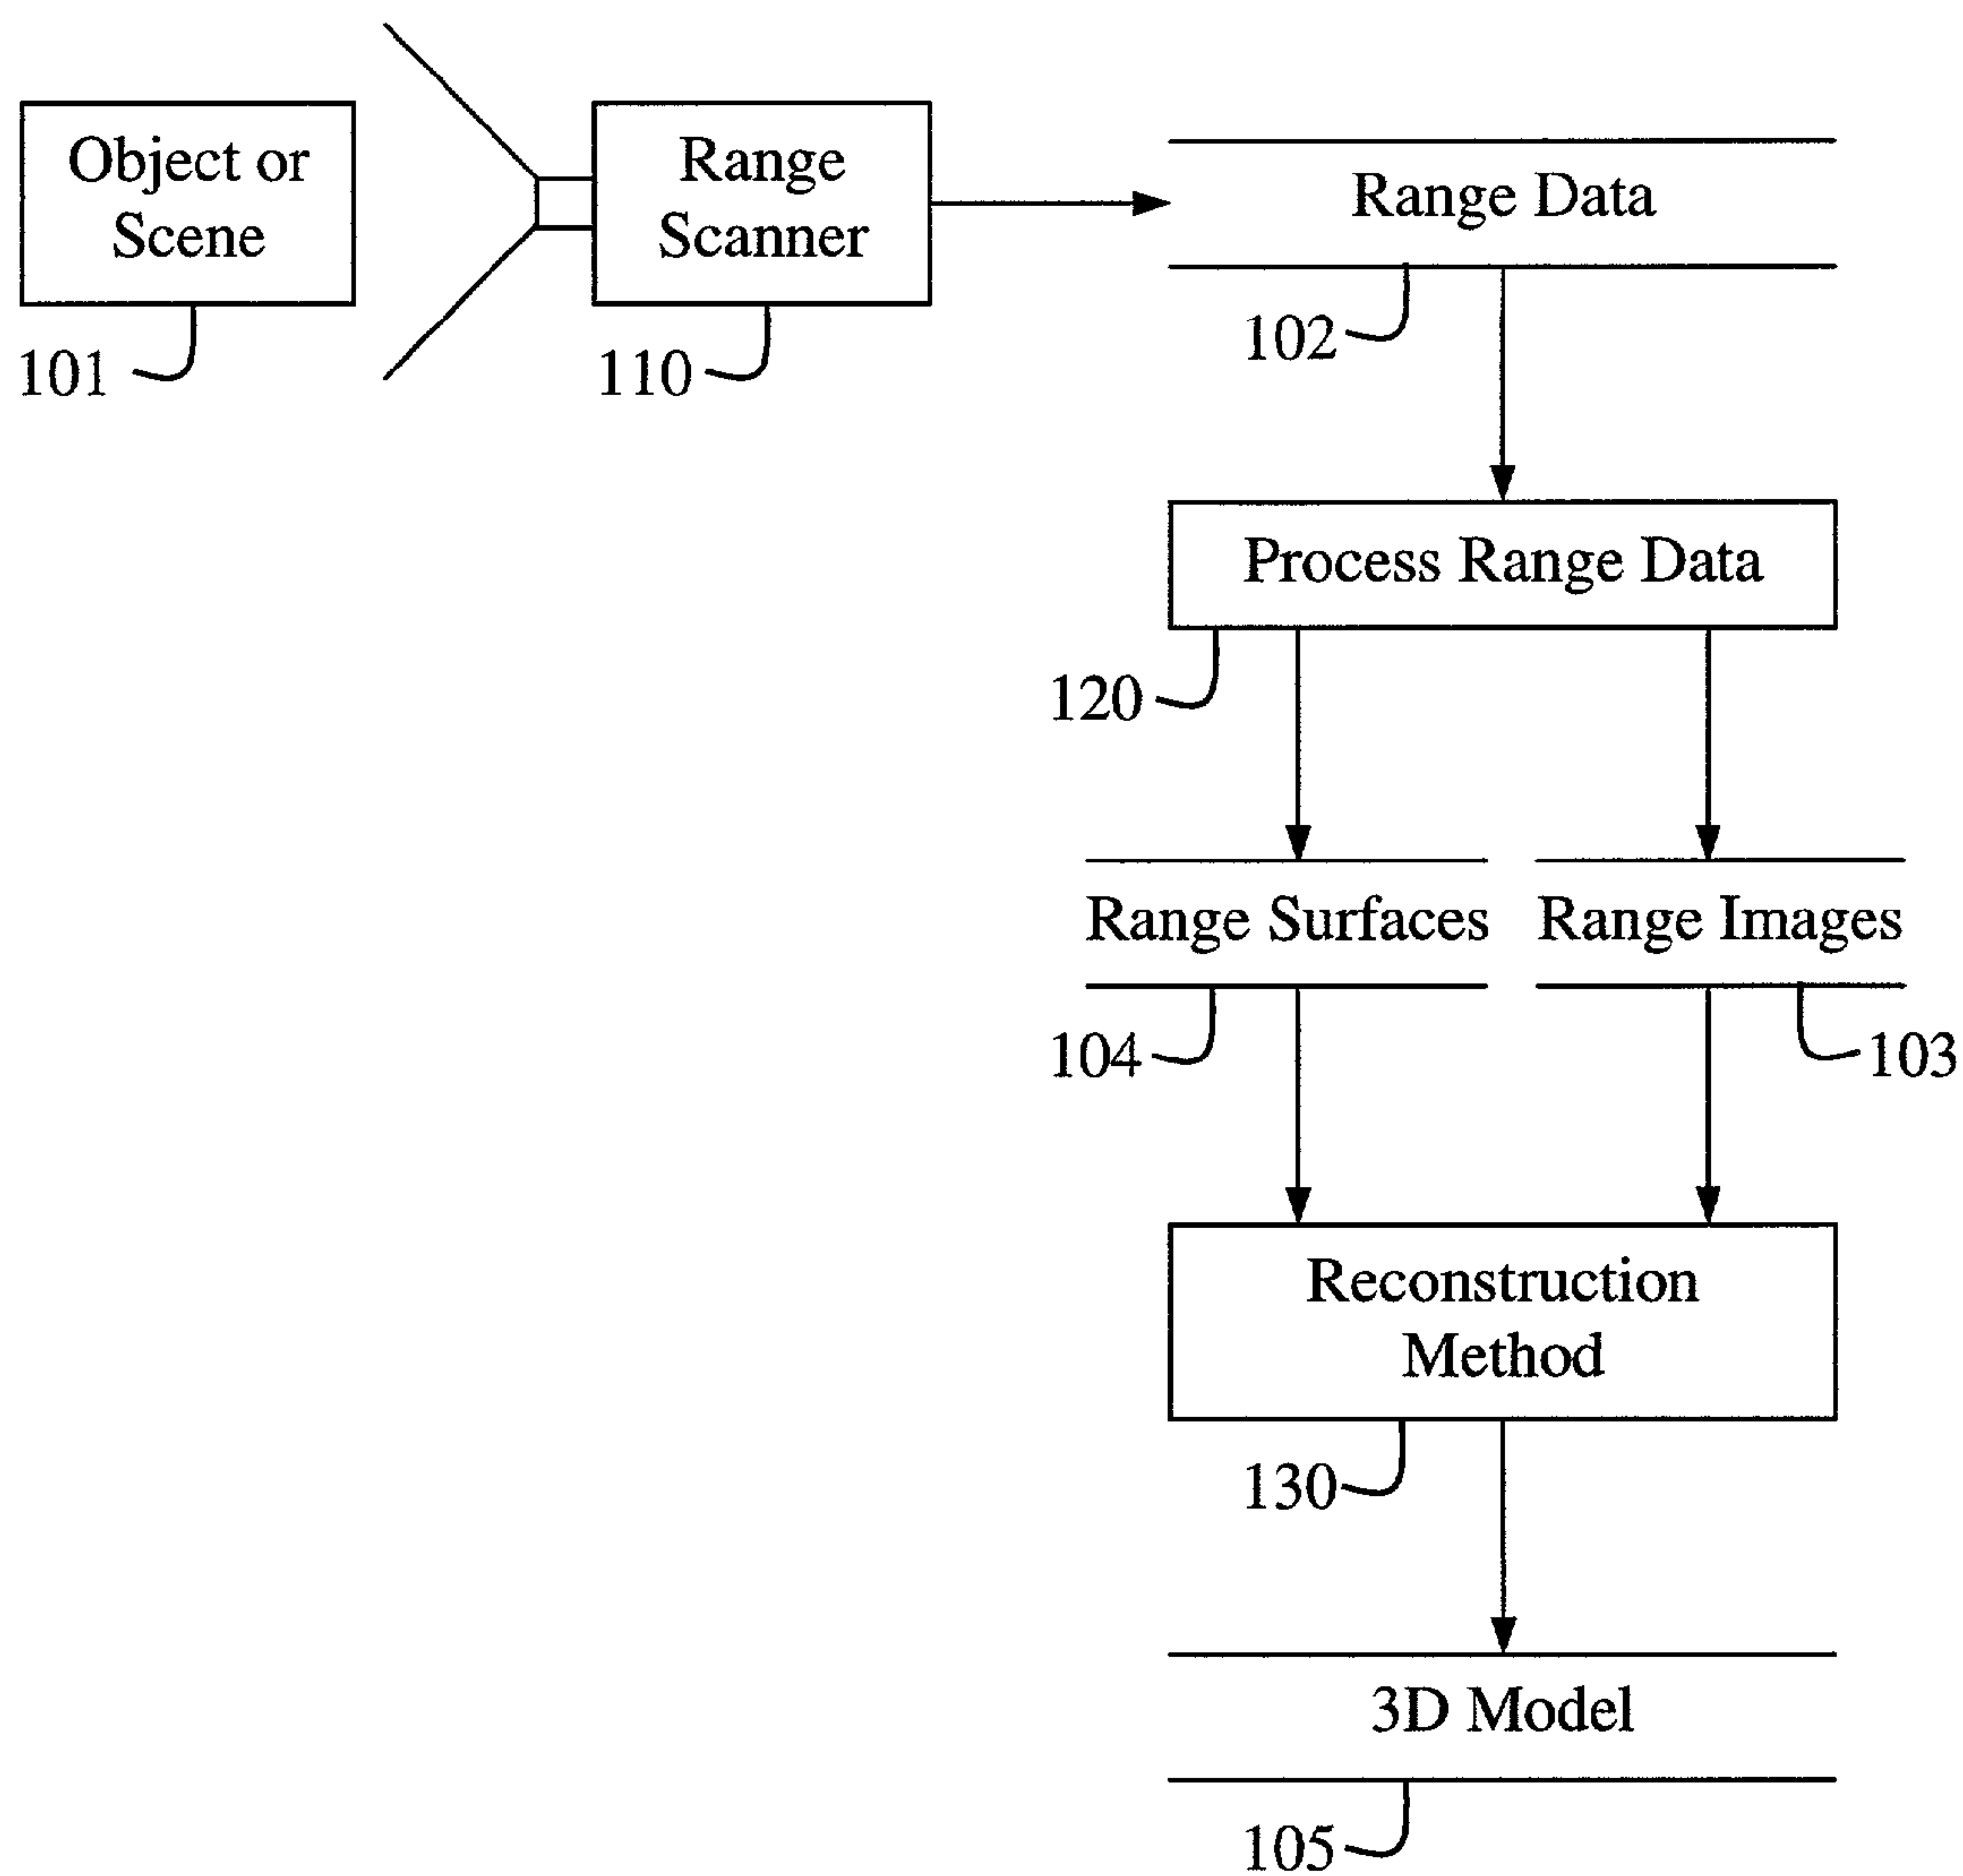 Object or
Scene
101
Range
Scanner
110
Range Data
102
Process Range Data
120
Range Surfaces
Range Images
104
103
Reconstruction
Method
130
3D Model
105